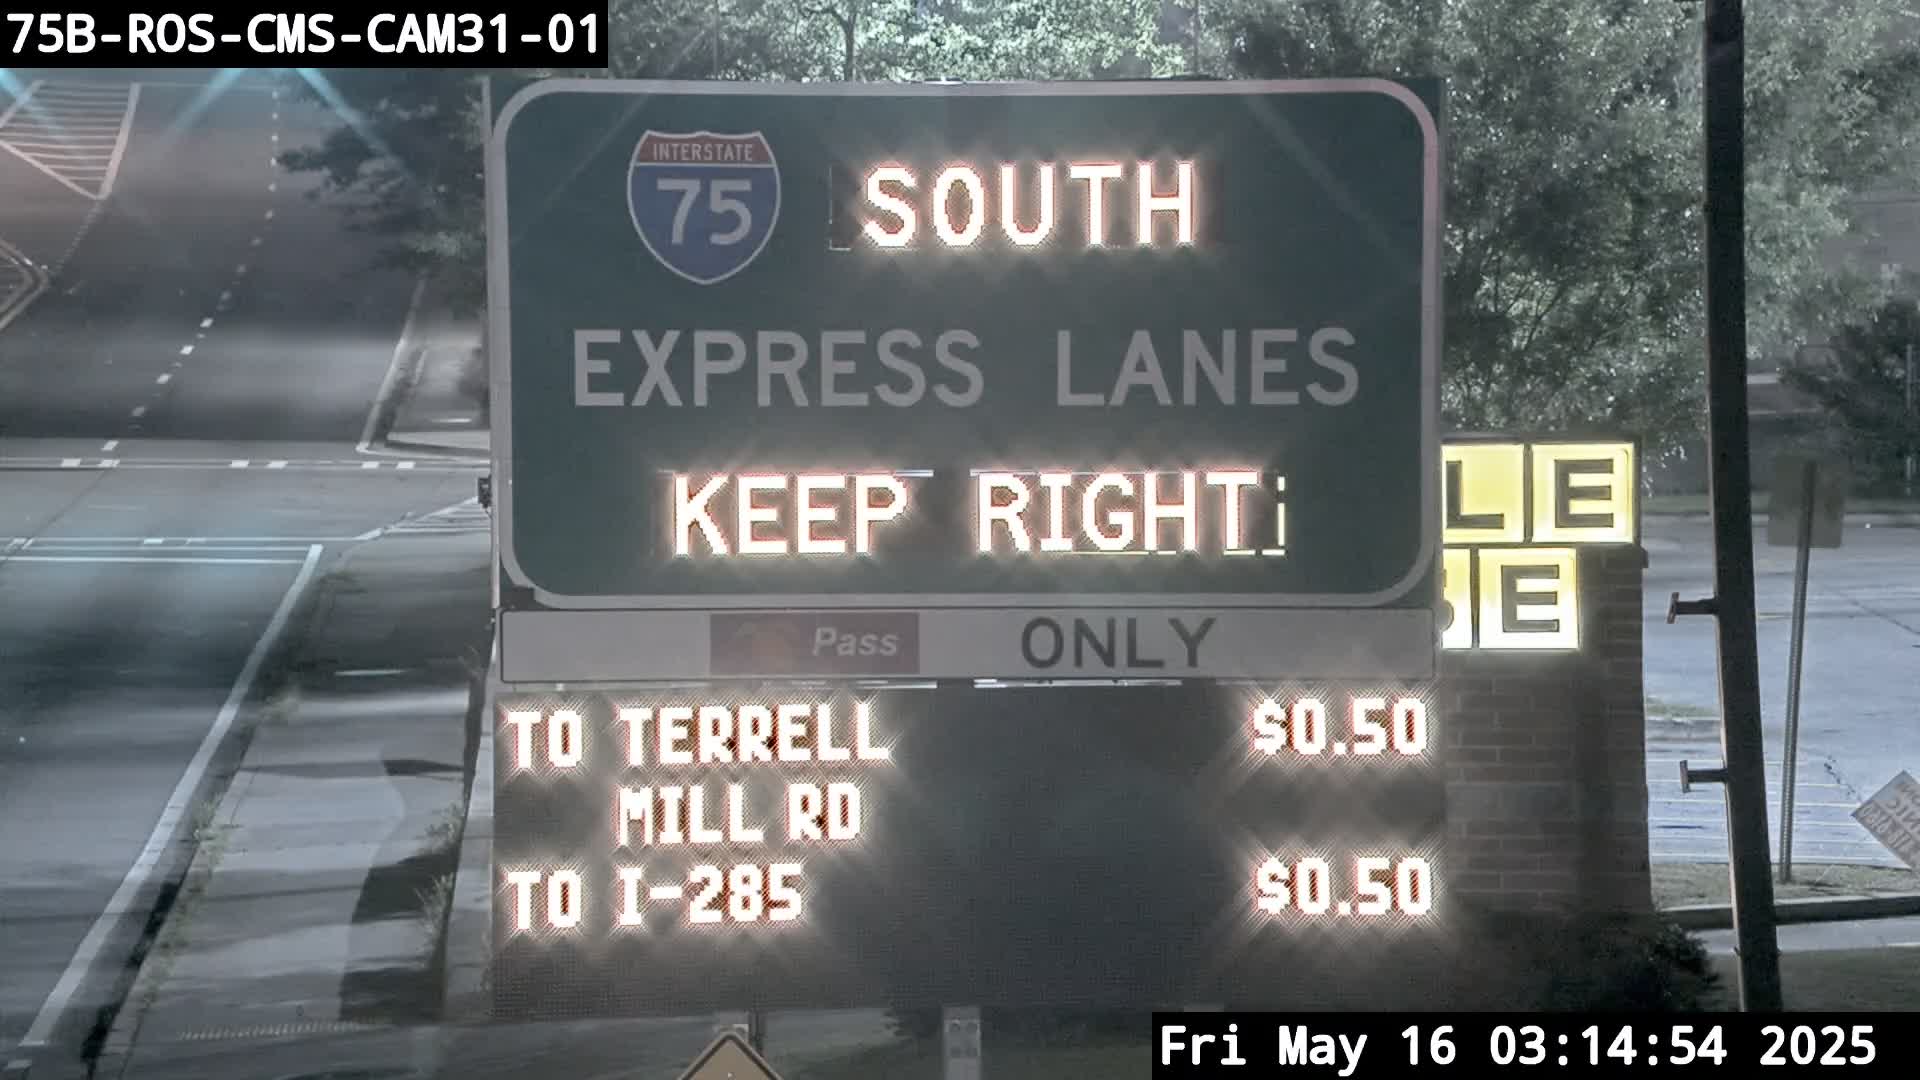 75B-ROS-CMS-CAM31-01
INTERSTATE
75
SOUTH
EXPRESS LANES
KEEP RIGHT
Pass ONLY
LE
E
TO TERRELL $0.50
MILL RD
TO I-285 $0.50
Fri May 16 03:14:54 2025